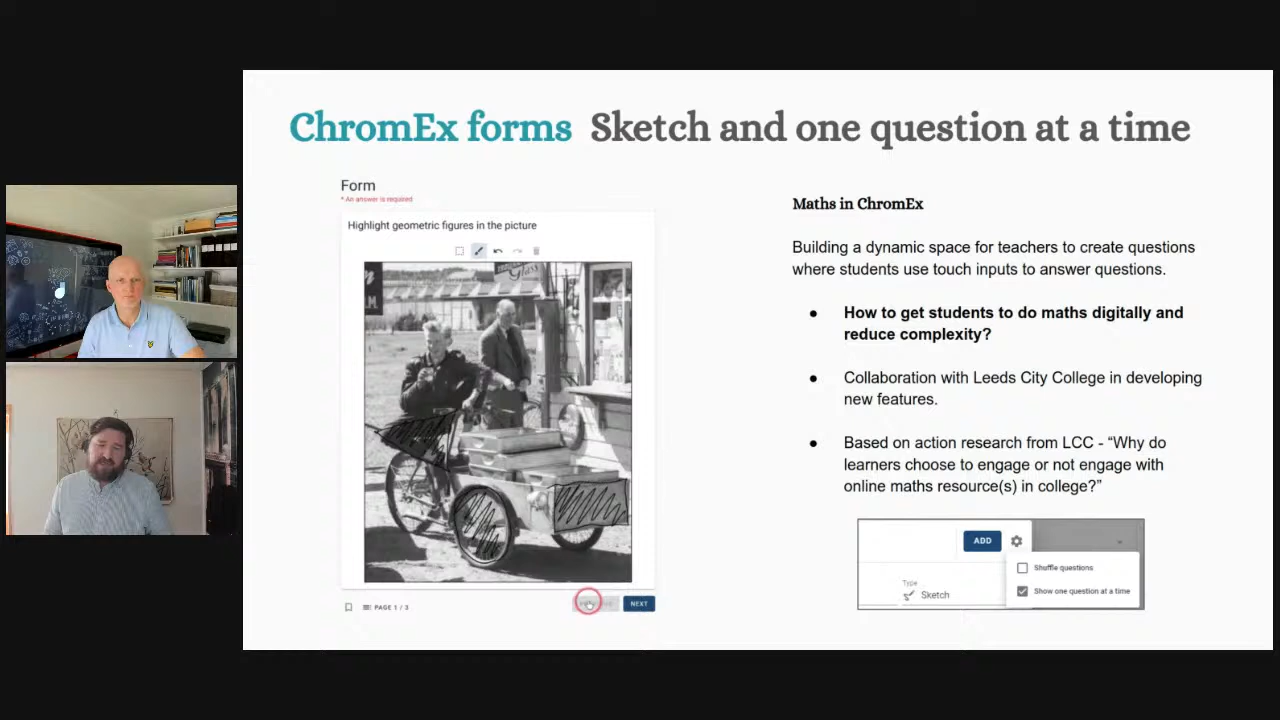 ChromEx forms Sketch and one question at a time
Form
* An answer is required
Highlight geometric figures in the picture
Glass
M.
PAGE 1 / 3
NEXT
Maths in ChromEx
Building a dynamic space for teachers to create questions
where students use touch inputs to answer questions.
● How to get students to do maths digitally and
reduce complexity?
● Collaboration with Leeds City College in developing
new features.
● Based on action research from LCC - “Why do
learners choose to engage or not engage with
online maths resource(s) in college?”
ADD
Shuffle questions
Type
Sketch
Show one question at a time